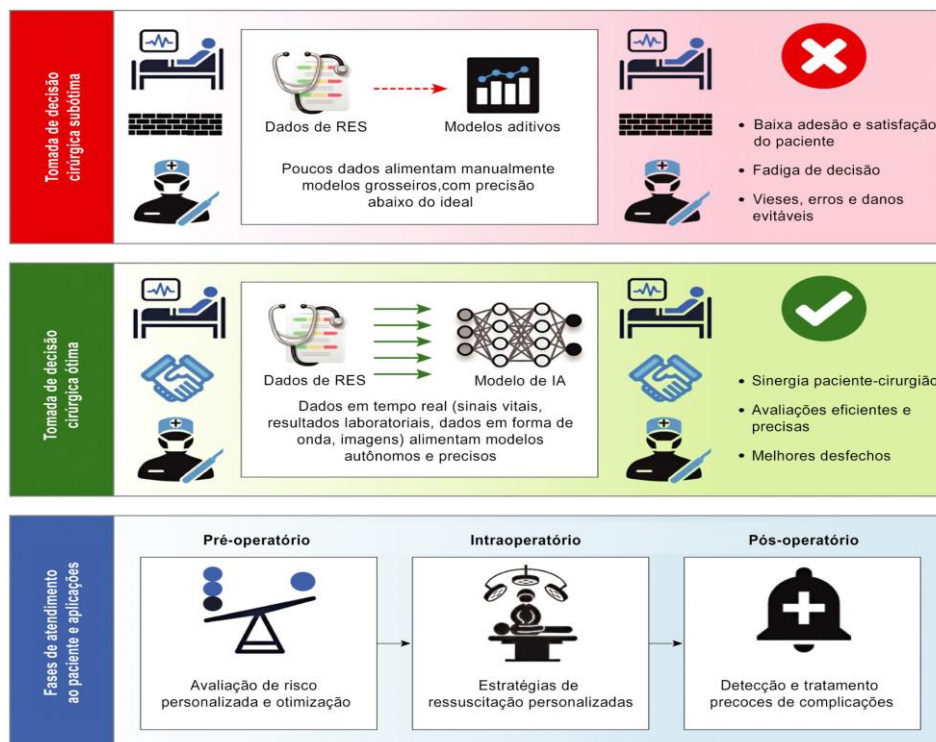 Tomada de decisão
cirúrgica subótima
Dados de RES
Modelos aditivos
Poucos dados alimentam manualmente
modelos grosseiros,com precisão
abaixo do ideal
• Baixa adesão e satisfação
do paciente
• Fadiga de decisão
• Vieses, erros e danos
evitáveis
Tomada de decisão
cirúrgica ótima
Dados de RES
Modelo de IA
Dados em tempo real (sinais vitais,
resultados laboratoriais, dados em forma de
onda, imagens) alimentam modelos
autônomos e precisos
• Sinergia paciente-cirurgião
• Avaliações eficientes e
precisas
• Melhores desfechos
Fases de atendimento
ao paciente e aplicações
Pré-operatório
Avaliação de risco
personalizada e otimização
Intraoperatório
Estratégias de
ressuscitação personalizadas
Pós-operatório
Detecção e tratamento
precoces de complicações